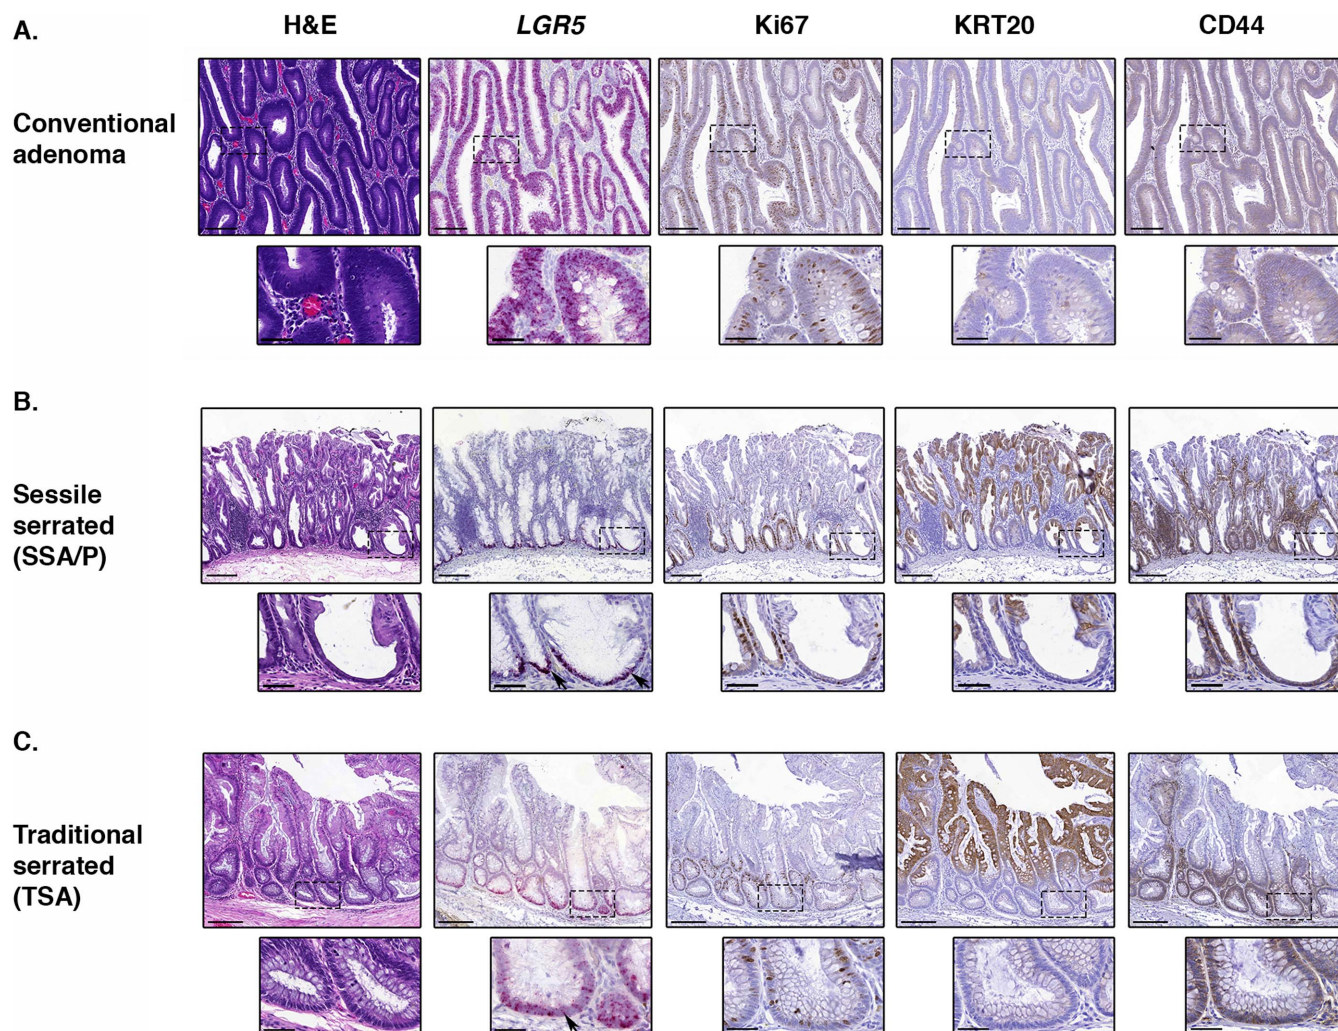 A.
H&E
LGR5
Ki67
KRT20
CD44
Conventional
adenoma
B.
Sessile
serrated
(SSA/P)
C.
Traditional
serrated
(TSA)